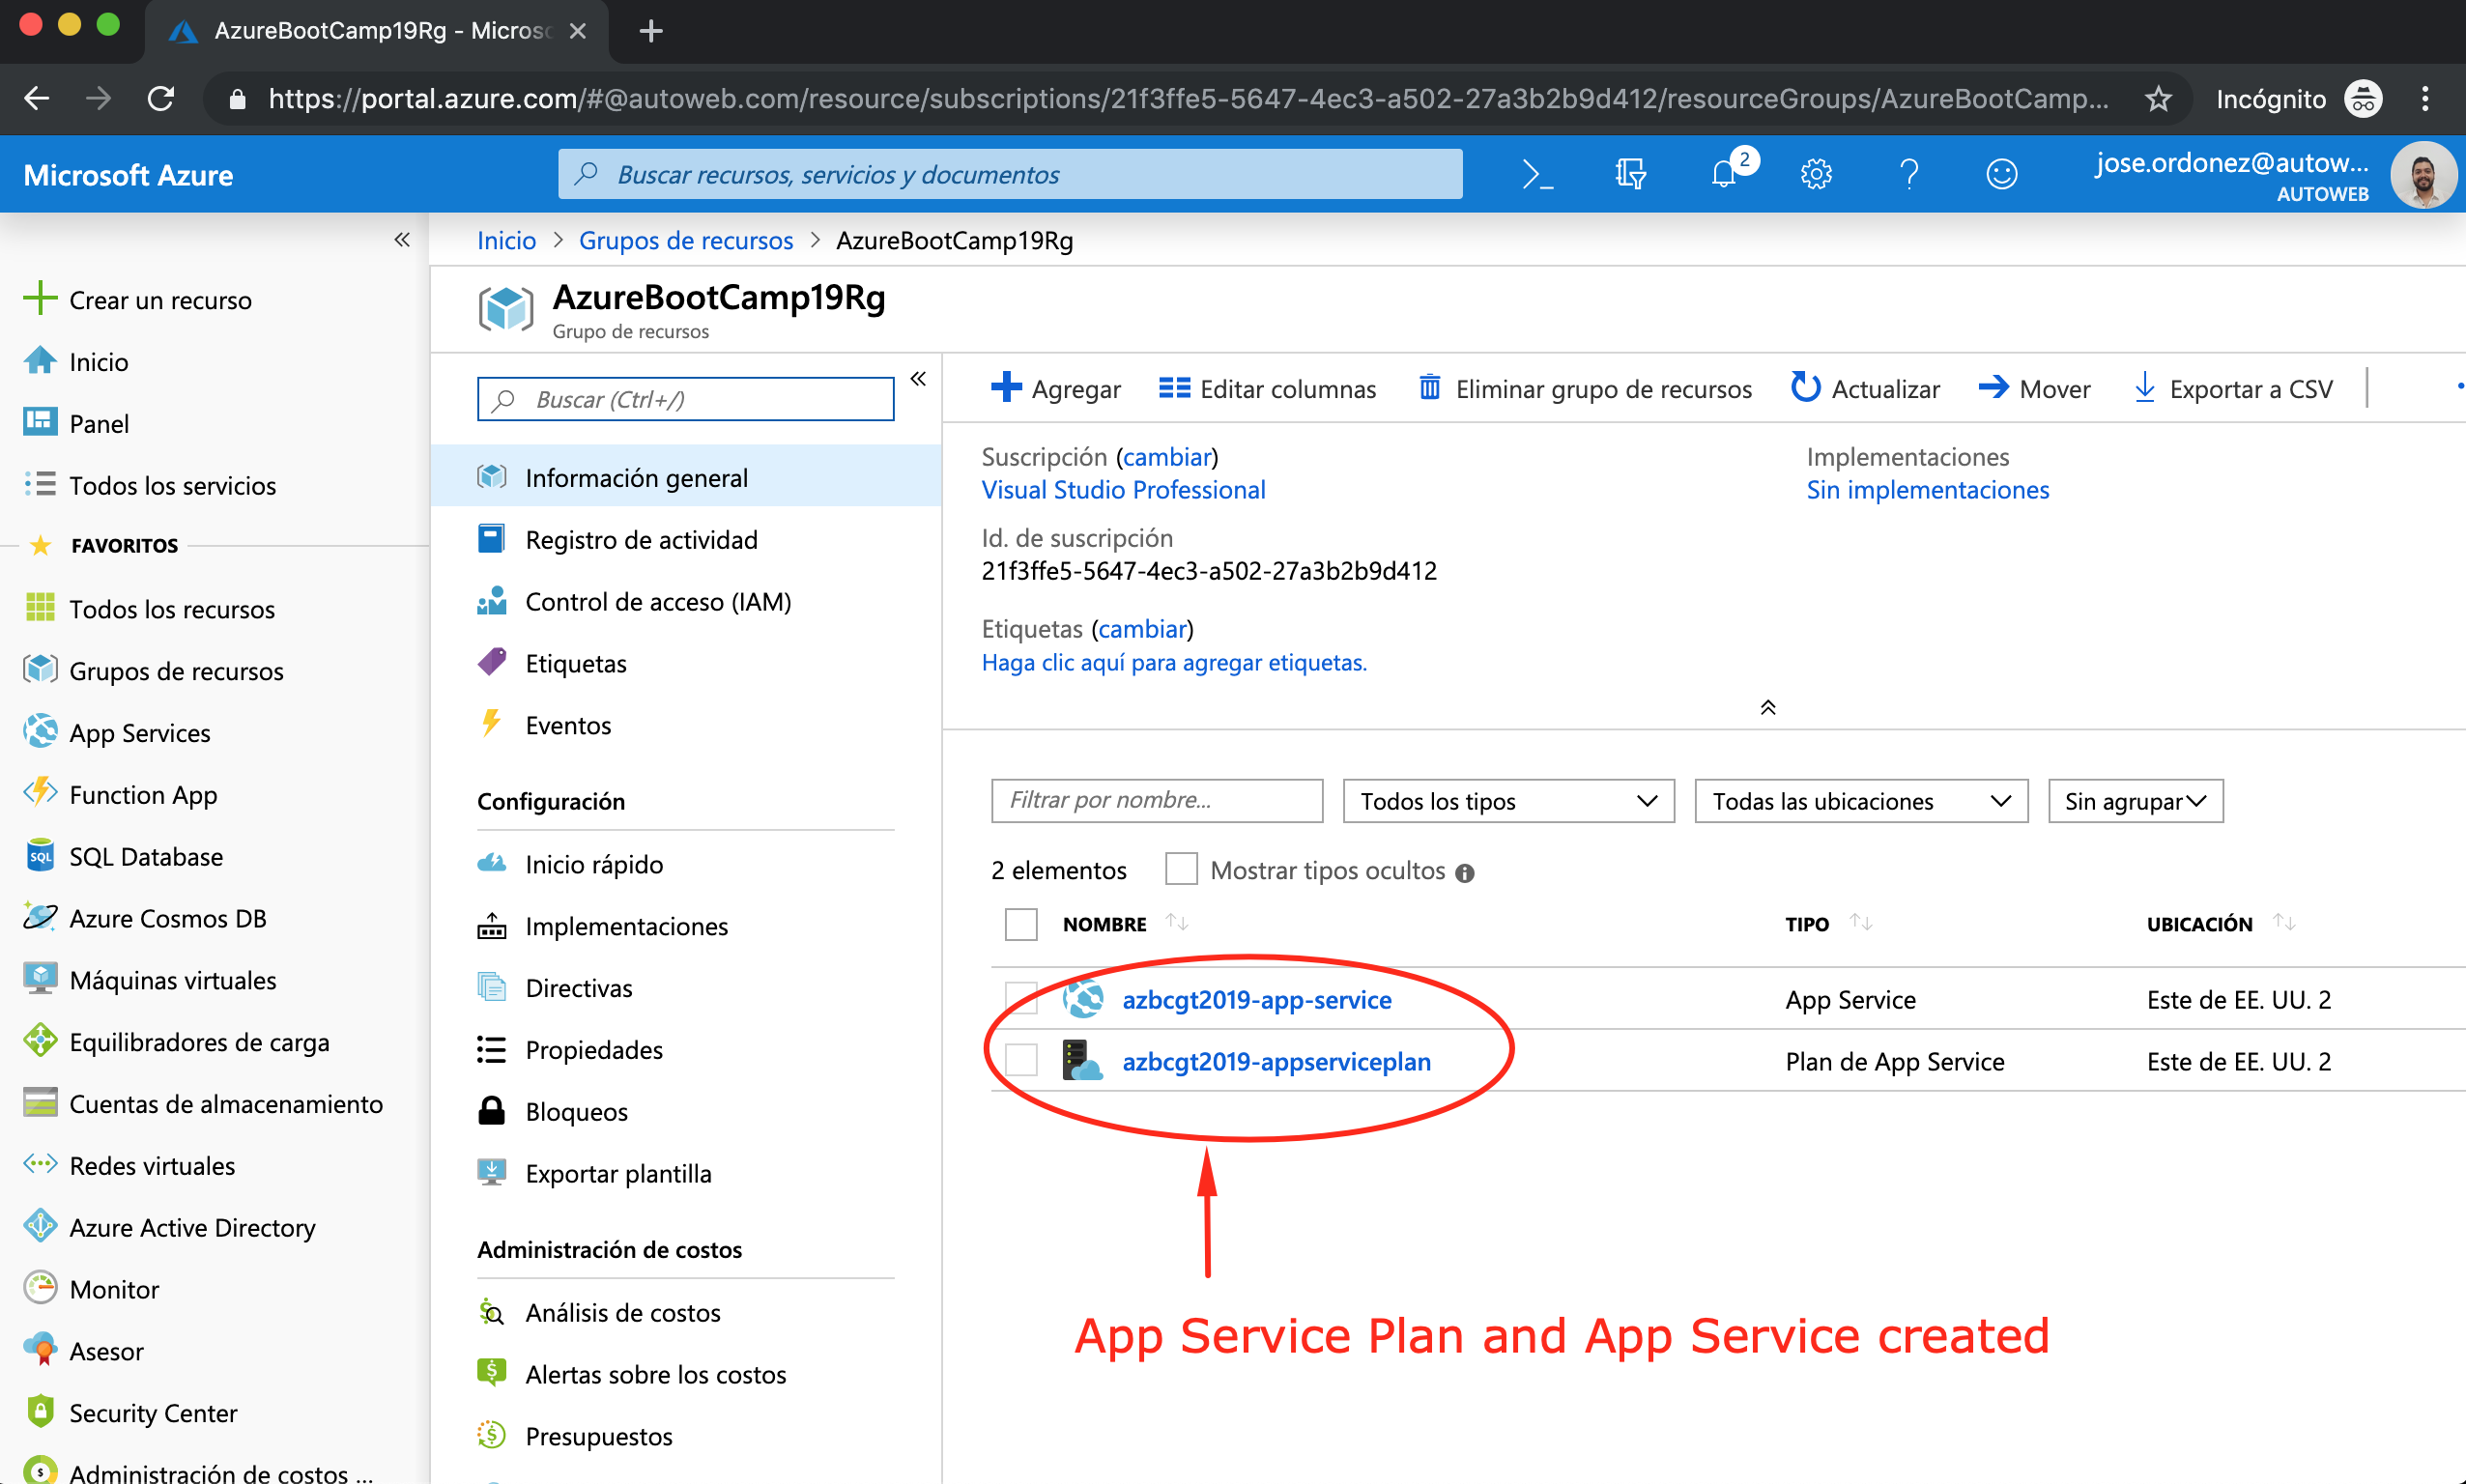 AzureBootCamp19Rg - Microso
https://portal.azure.com/#@autoweb.com/resource/subscriptions/21f3ffe5-5647-4ec3-a502-27a3b2b9d412/resourceGroups/AzureBootCamp...
Incógnito
Microsoft Azure
Buscar recursos, servicios y documentos
2
jose.ordonez@autow...
AUTOWEB
Crear un recurso
Inicio
Panel
Todos los servicios
FAVORITOS
Todos los recursos
Grupos de recursos
App Services
Function App
SQL
SQL Database
Azure Cosmos DB
Máquinas virtuales
Equilibradores de carga
Cuentas de almacenamiento
Redes virtuales
Azure Active Directory
Monitor
Asesor
Security Center
Administración de costos ...
Inicio > Grupos de recursos > AzureBootCamp19Rg
AzureBootCamp19Rg
Grupo de recursos
Buscar (Ctrl+/)
Información general
Registro de actividad
Control de acceso (IAM)
Etiquetas
Eventos
Configuración
Inicio rápido
Implementaciones
Directivas
Propiedades
Bloqueos
Exportar plantilla
Administración de costos
Análisis de costos
Alertas sobre los costos
Presupuestos
Agregar
Editar columnas
Eliminar grupo de recursos
Actualizar
Mover
Exportar a CSV
Suscripción (cambiar)
Visual Studio Professional
Id. de suscripción
21f3ffe5-5647-4ec3-a502-27a3b2b9d412
Etiquetas (cambiar)
Haga clic aquí para agregar etiquetas.
Implementaciones
Sin implementaciones
Filtrar por nombre...
Todos los tipos
Todas las ubicaciones
Sin agrupar
2 elementos
Mostrar tipos ocultos
NOMBRE TIPO UBICACIÓN
azbcgt2019-app-service App Service Este de EE. UU. 2
azbcgt2019-appserviceplan Plan de App Service Este de EE. UU. 2
App Service Plan and App Service created